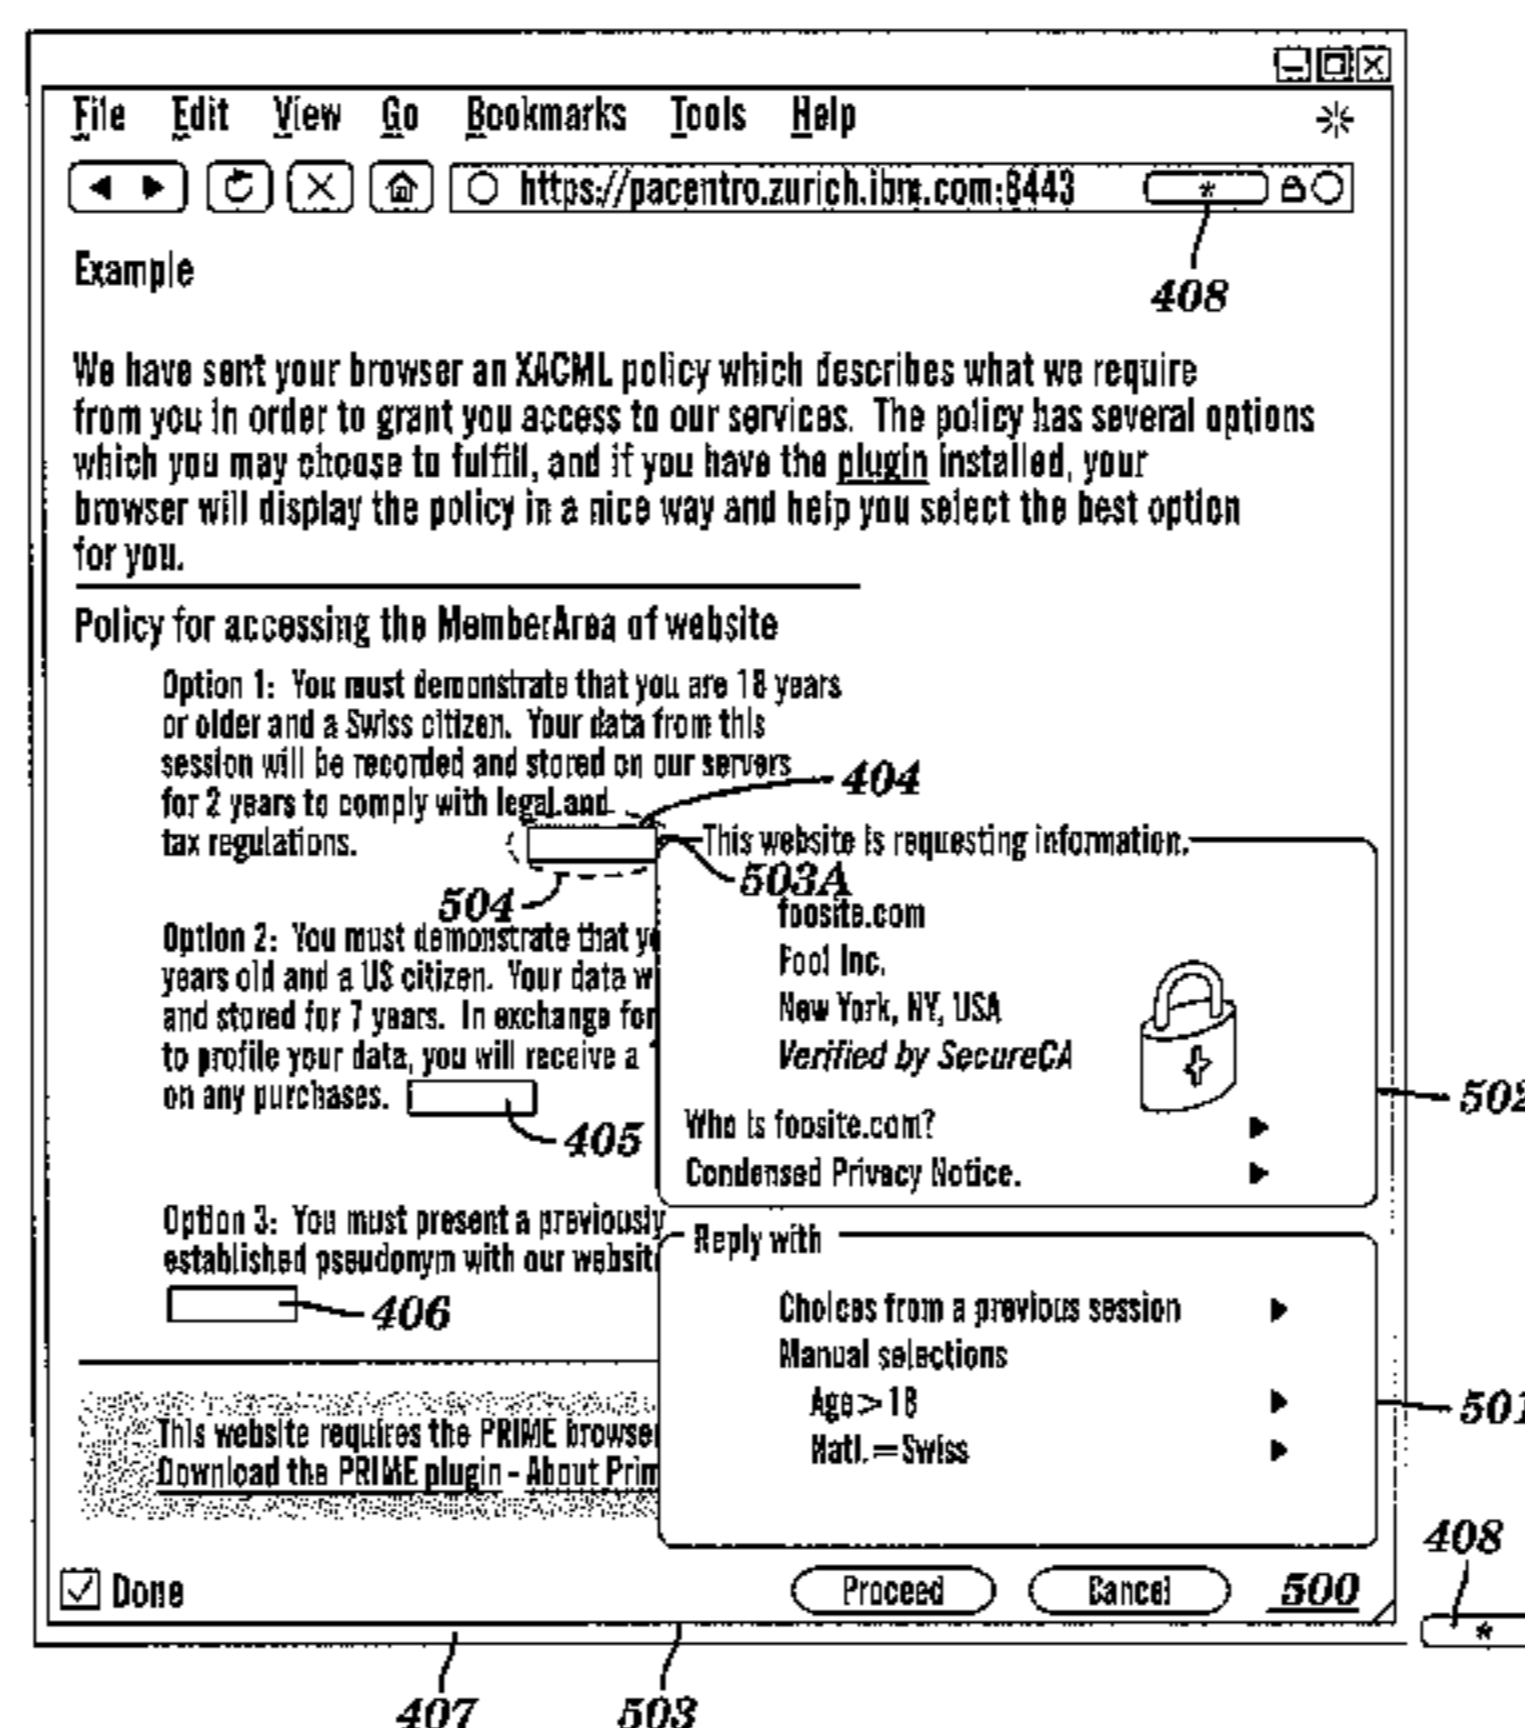 File Edit View Go Bookmarks Tools Help
https://pacentro.zurich.ibm.com:8443 *
408
Example
We have sent your browser an XACML policy which describes what we require
from you in order to grant you access to our services. The policy has several options
which you may choose to fulfill, and if you have the plugin installed, your
browser will display the policy in a nice way and help you select the best option
for you.
Policy for accessing the MemberArea of website
Option 1: You must demonstrate that you are 18 years
or older and a Swiss citizen. Your data from this
session will be recorded and stored on our servers
for 2 years to comply with legal and
tax regulations.
404
503A
504
Option 2: You must demonstrate that
years old and a US citizen. Your data
and stored for 7 years. In exchange for
to profile your data, you will receive a
on any purchases.
405
Option 3: You must present a previously
established pseudonym with our
406
This website requires the PRIME browser
Download the PRIME plugin - About
This website is requesting information.
foosite.com
Foo! Inc.
New York, NY, USA
Verified by SecureCA
Who is foosite.com?
Condensed Privacy Notice.
502
Reply with
Choices from a previous session
Manual selections
Age>18
Natl.=Swiss
501
Done
Proceed Cancel 500
408
*
407 503